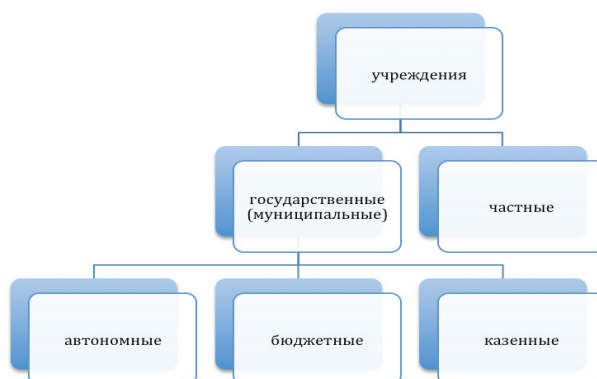 учреждения
государственные
(муниципальные)
частные
автономные
бюджетные
казенные